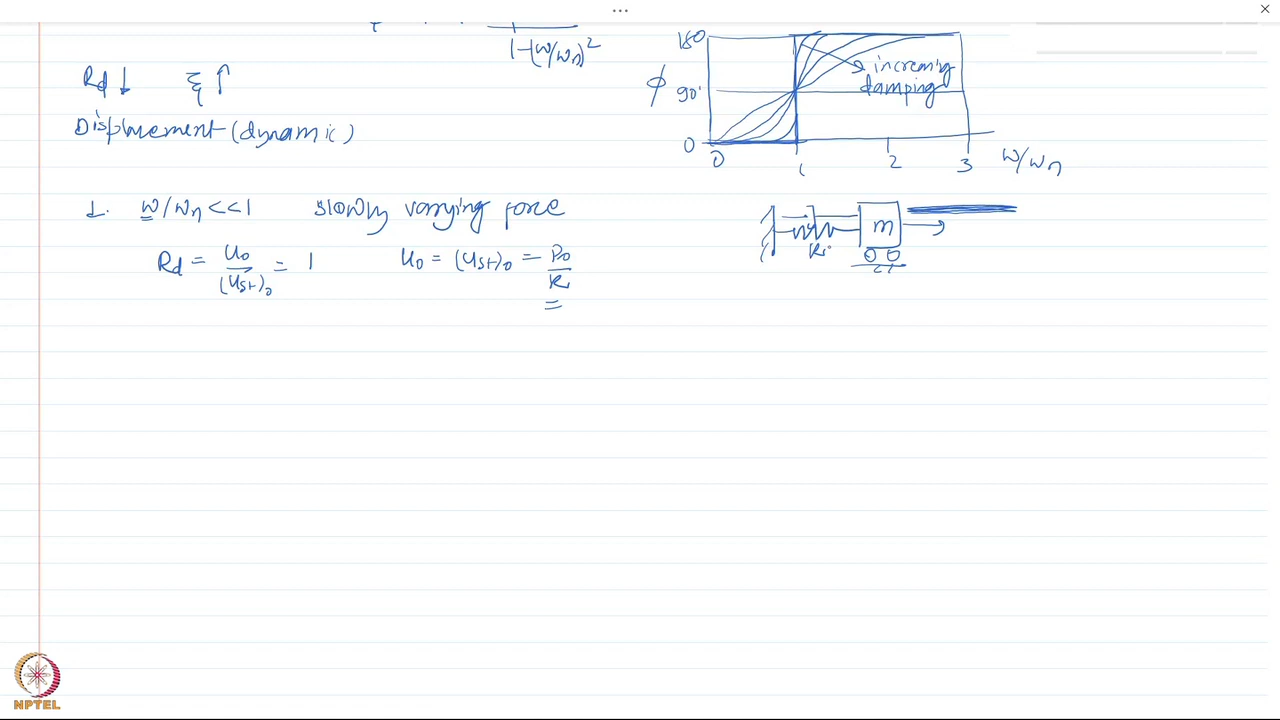 1-(ω/ωn)²
Rd ↓ ξ ↑
Displacement (dynamic)
180
φ 90°
0
0 1 2 3 ω/ωn
increasing
damping
1. ω/ωn <<1 slowly varying force
Rd = u0/(ust)0 = 1 u0 = (ust)0 = p0/k
=
k m
NPTEL